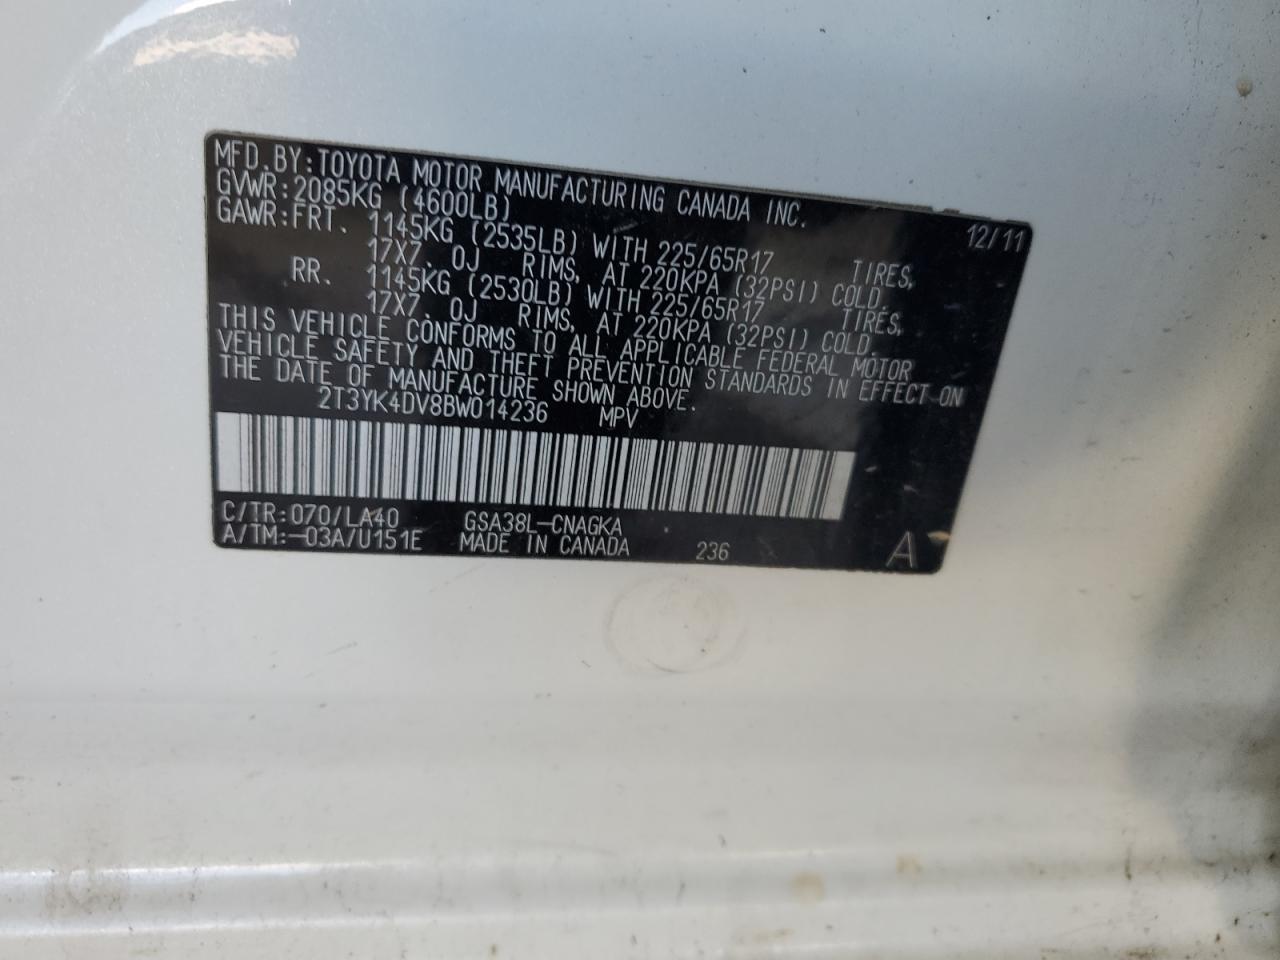 MFD.BY:TOYOTA MOTOR MANUFACTURING CANADA INC.
GVWR:2085KG (4600LB) 12/11
GAWR:FRT. 1145KG (2535LB) WITH 225/65R17 TIRES,
17X7.0J RIMS, AT 220KPA (32PSI) COLD.
RR. 1145KG (2530LB) WITH 225/65R17 TIRES,
17X7.0J RIMS, AT 220KPA (32PSI) COLD.
THIS VEHICLE CONFORMS TO ALL APPLICABLE FEDERAL MOTOR
VEHICLE SAFETY AND THEFT PREVENTION STANDARDS IN EFFECT ON
THE DATE OF MANUFACTURE SHOWN ABOVE.
2T3YK4DV8BW014236 MPV
C/TR:070/LA40 GSA38L-CNAGKA
A/TM:-03A/U151E MADE IN CANADA 236 A